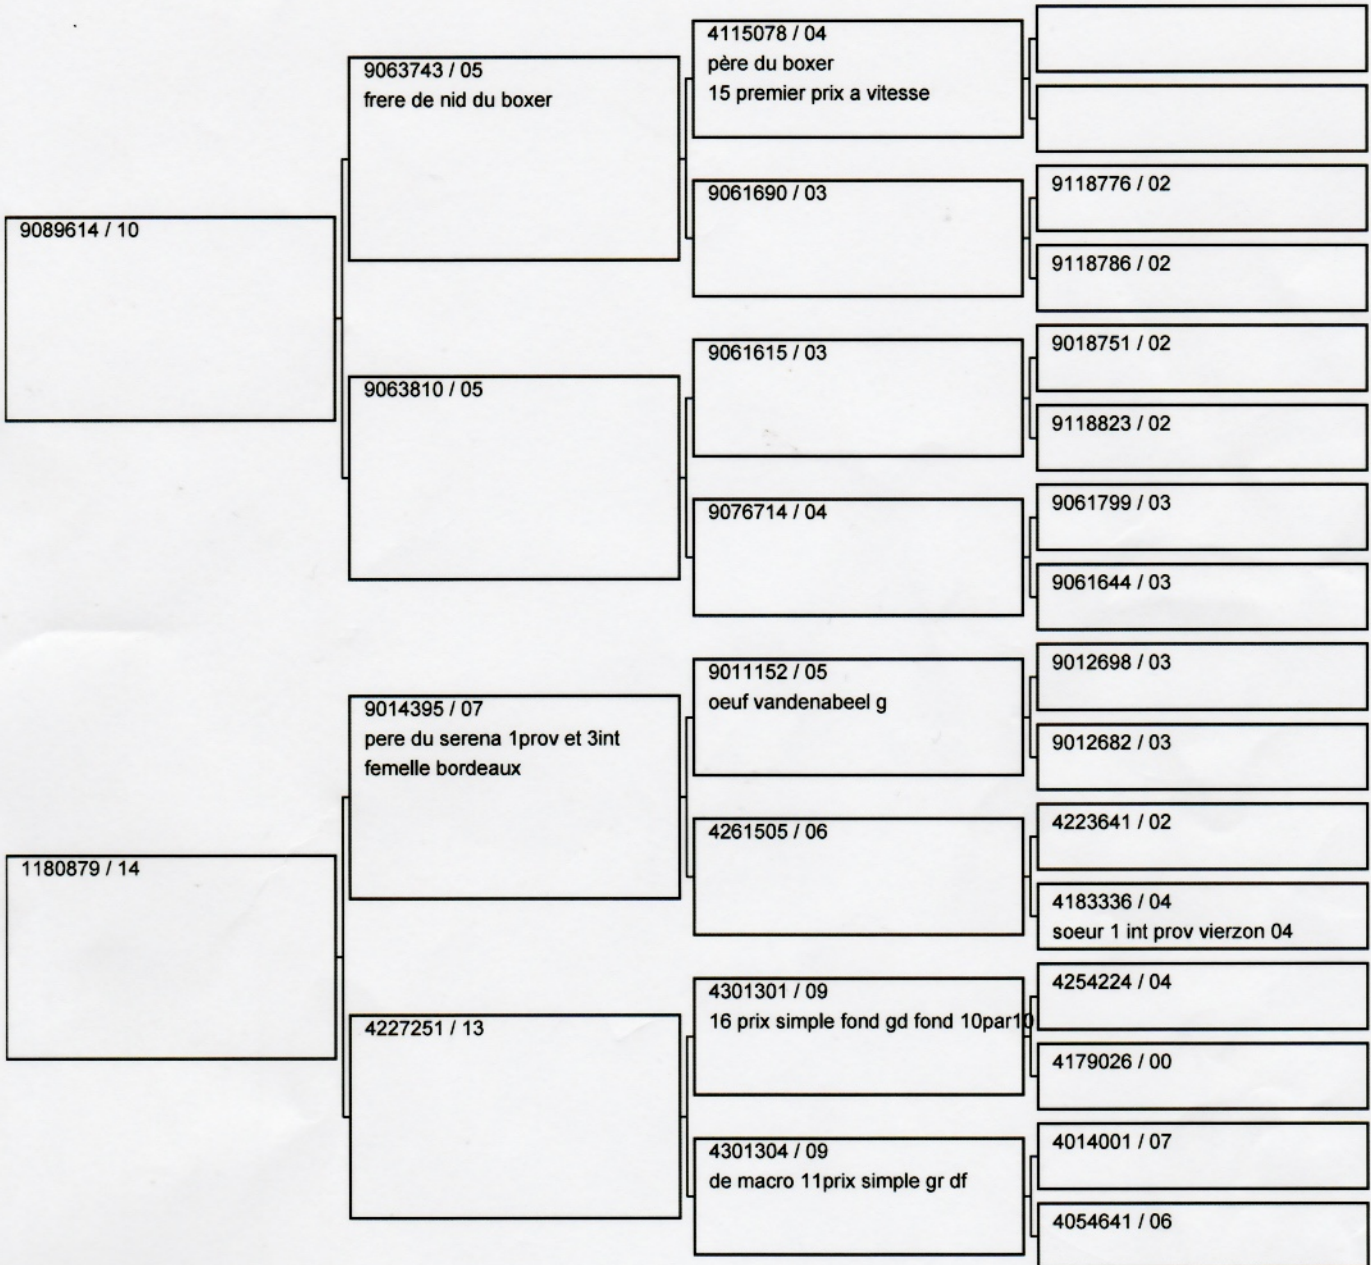 9089614 / 10
1180879 / 14
9063743 / 05
frere de nid du boxer
9063810 / 05
9014395 / 07
pere du serena 1prov et 3int
femelle bordeaux
4227251 / 13
4115078 / 04
père du boxer
15 premier prix a vitesse
9061690 / 03
9061615 / 03
9076714 / 04
9011152 / 05
oeuf vandenabeel g
4261505 / 06
4301301 / 09
16 prix simple fond gd fond 10par10
4301304 / 09
de macro 11prix simple gr df
9118776 / 02
9118786 / 02
9018751 / 02
9118823 / 02
9061799 / 03
9061644 / 03
9012698 / 03
9012682 / 03
4223641 / 02
4183336 / 04
soeur 1 int prov vierzon 04
4254224 / 04
4179026 / 00
4014001 / 07
4054641 / 06